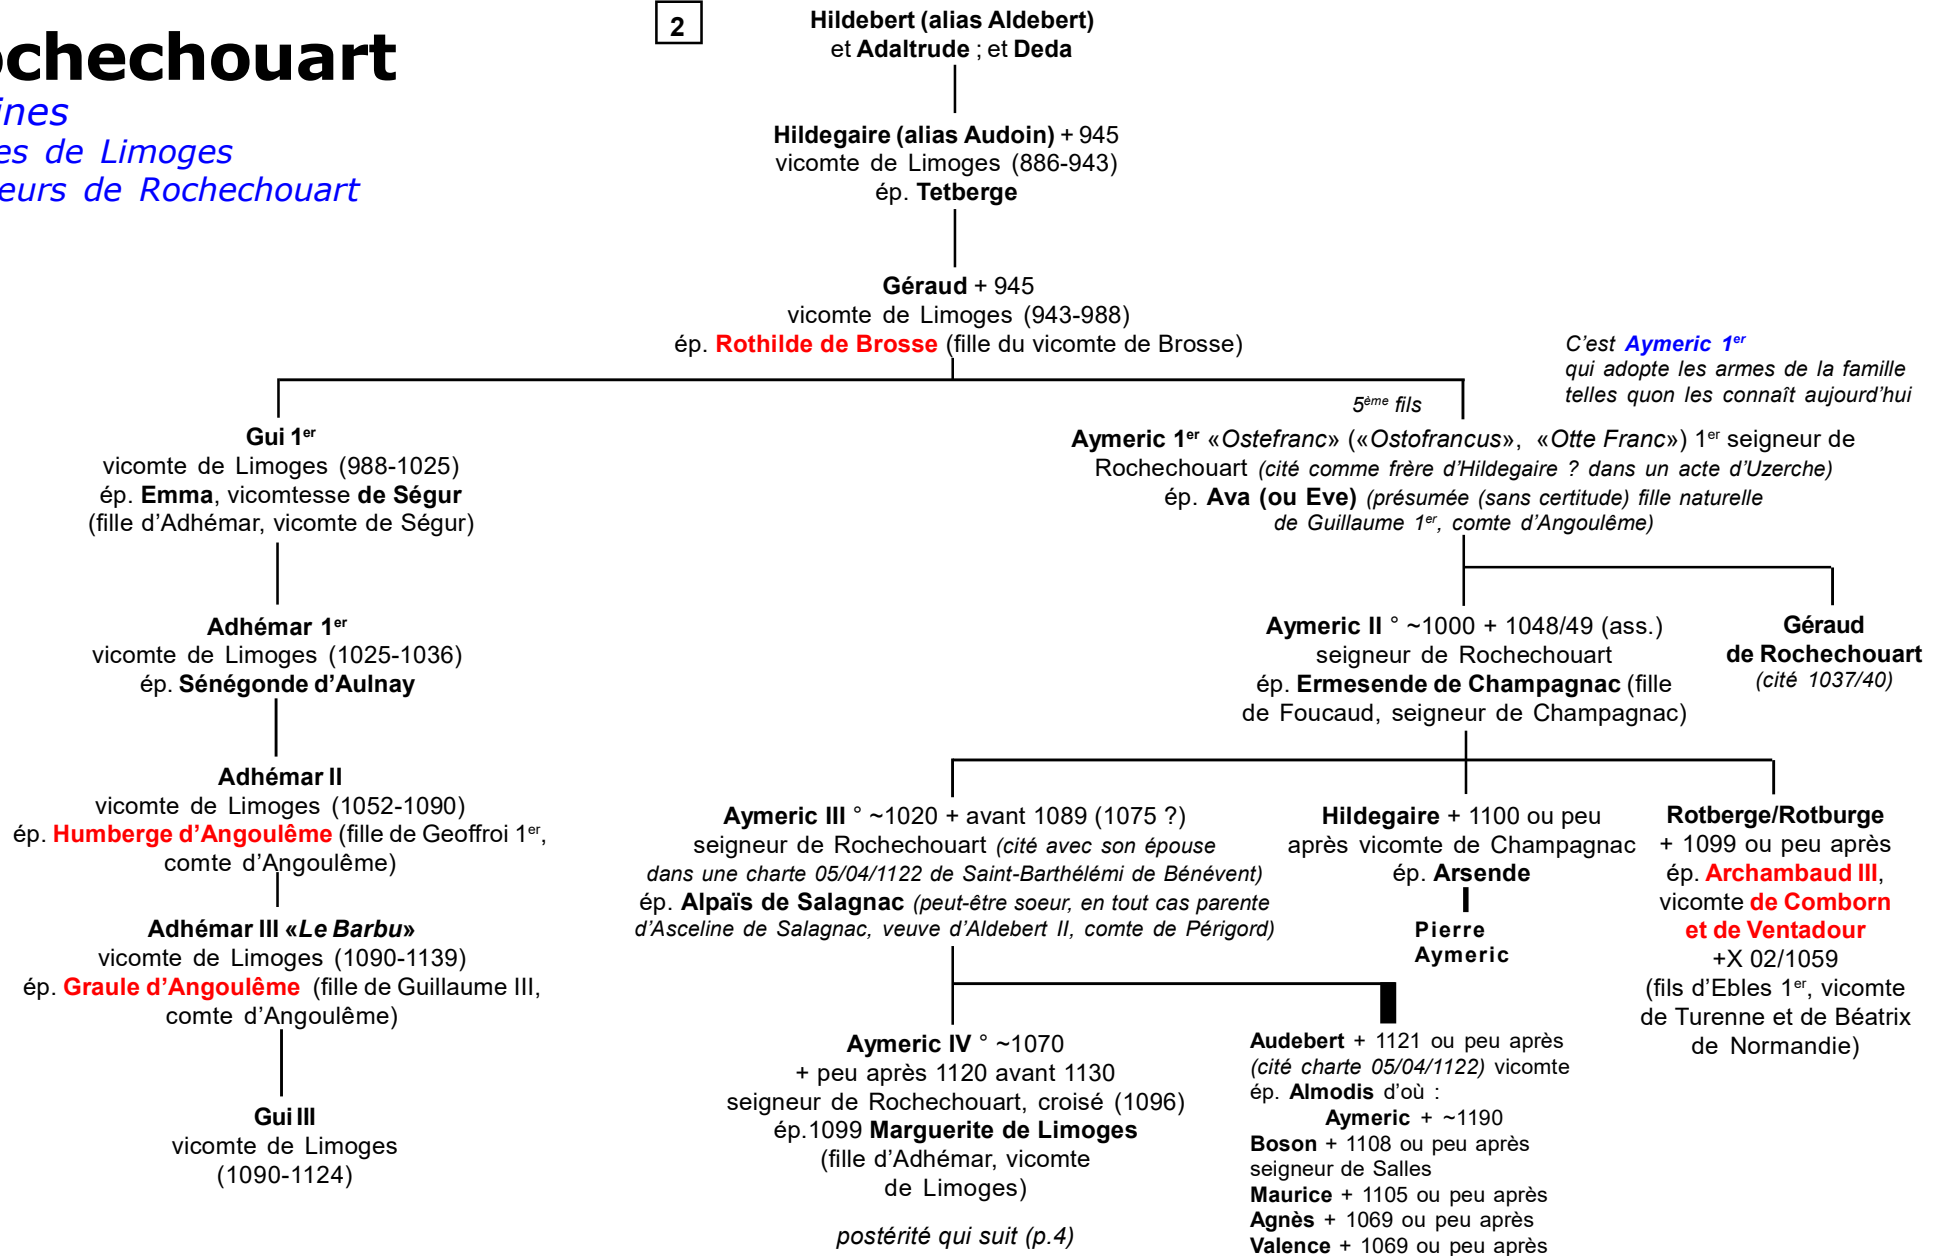 ochechouart
ines
es de Limoges
eurs de Rochechouart
2
Hildebert (alias Aldebert)
et Adaltrude ; et Deda
Hildegaire (alias Audoin) + 945
vicomte de Limoges (886-943)
ép. Tetberge
Géraud + 945
vicomte de Limoges (943-988)
ép. Rothilde de Brosse (fille du vicomte de Brosse)
C'est Aymeric 1er
qui adopte les armes de la famille
telles quon les connaît aujourd'hui
Gui 1er
vicomte de Limoges (988-1025)
ép. Emma, vicomtesse de Ségur
(fille d'Adhémar, vicomte de Ségur)
5ème fils
Aymeric 1er «Ostefranc» («Ostofrancus», «Otte Franc») 1er seigneur de
Rochechouart (cité comme frère d'Hildegaire ? dans un acte d'Uzerche)
ép. Ava (ou Eve) (présumée (sans certitude) fille naturelle
de Guillaume 1er, comte d'Angoulême)
Adhémar 1er
vicomte de Limoges (1025-1036)
ép. Sénégonde d'Aulnay
Aymeric II ° ~1000 + 1048/49 (ass.)
seigneur de Rochechouart
ép. Ermesende de Champagnac (fille
de Foucaud, seigneur de Champagnac)
Géraud
de Rochechouart
(cité 1037/40)
Adhémar II
vicomte de Limoges (1052-1090)
ép. Humberge d'Angoulême (fille de Geoffroi 1er,
comte d'Angoulême)
Aymeric III ° ~1020 + avant 1089 (1075 ?)
seigneur de Rochechouart (cité avec son épouse
dans une charte 05/04/1122 de Saint-Barthélémi de Bénévent)
ép. Alpaïs de Salagnac (peut-être soeur, en tout cas parente
d'Asceline de Salagnac, veuve d'Aldebert II, comte de Périgord)
Hildegaire + 1100 ou peu
après vicomte de Champagnac
ép. Arsende
Pierre
Aymeric
Rotberge/Rotburge
+ 1099 ou peu après
ép. Archambaud III,
vicomte de Comborn
et de Ventadour
+X 02/1059
(fils d'Ebles 1er, vicomte
de Turenne et de Béatrix
de Normandie)
Adhémar III «Le Barbu»
vicomte de Limoges (1090-1139)
ép. Graule d'Angoulême (fille de Guillaume III,
comte d'Angoulême)
Gui III
vicomte de Limoges
(1090-1124)
Aymeric IV ° ~1070
+ peu après 1120 avant 1130
seigneur de Rochechouart, croisé (1096)
ép.1099 Marguerite de Limoges
(fille d'Adhémar, vicomte
de Limoges)
postérité qui suit (p.4)
Audebert + 1121 ou peu après
(cité charte 05/04/1122) vicomte
ép. Almodis d'où :
Aymeric + ~1190
Boson + 1108 ou peu après
seigneur de Salles
Maurice + 1105 ou peu après
Agnès + 1069 ou peu après
Valence + 1069 ou peu après